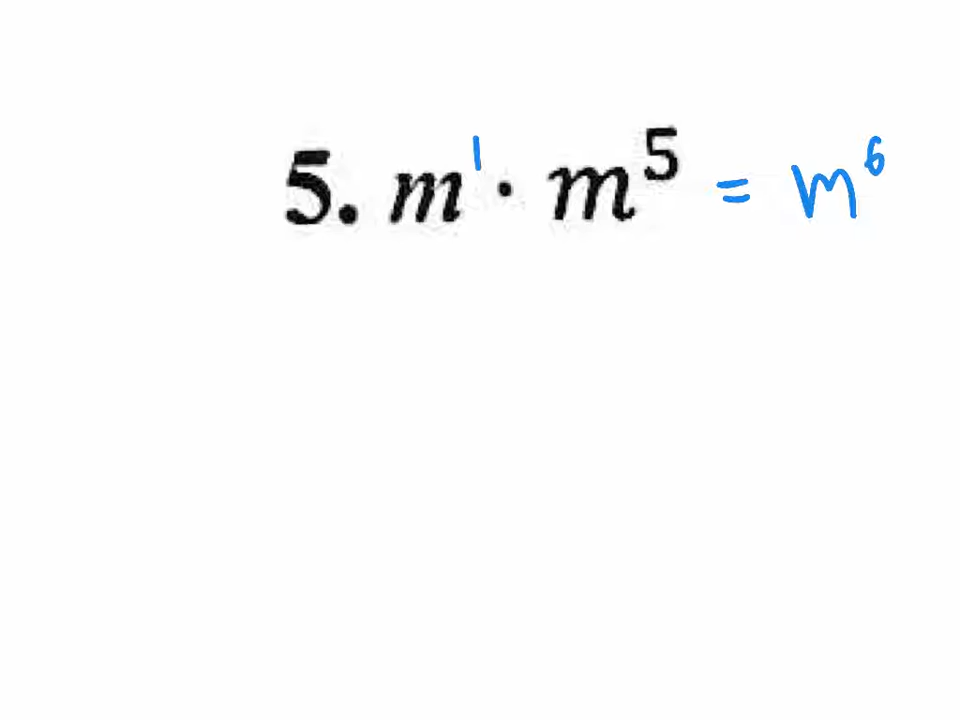 5. m¹ · m⁵ = m⁶